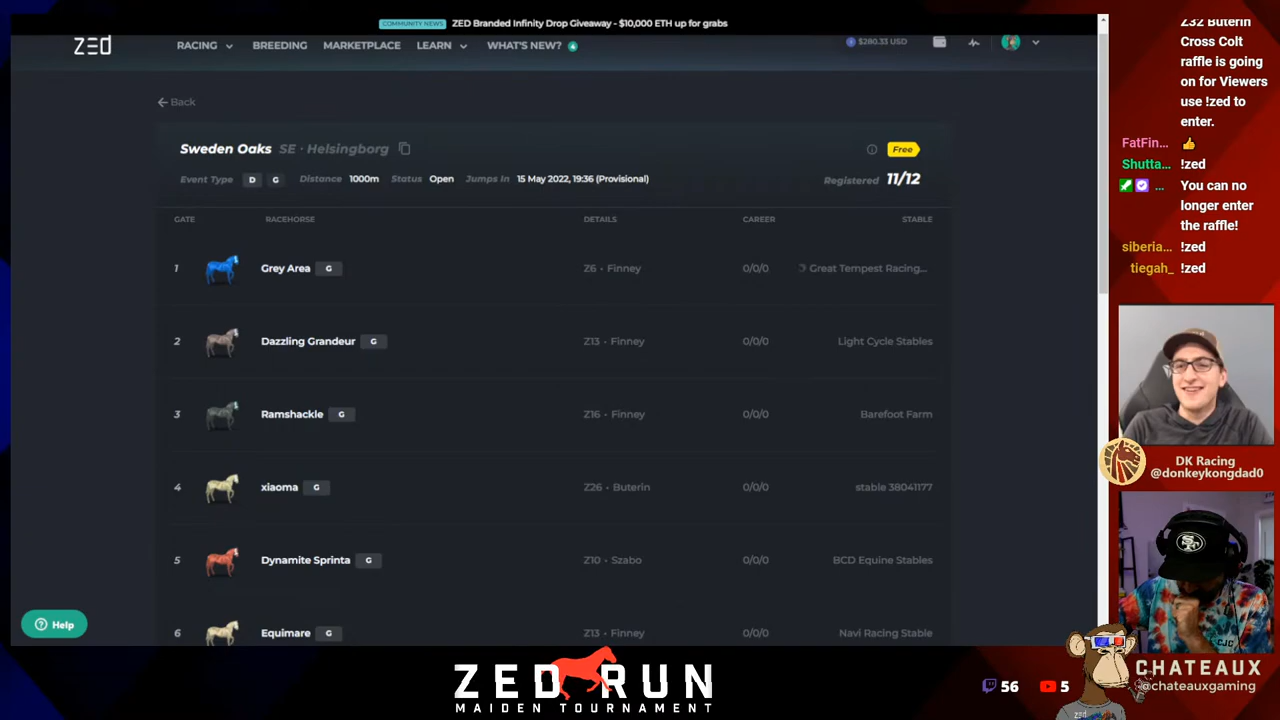 COMMUNITY NEWS ZED Branded Infinity Drop Giveaway - $10,000 ETH up for grabs
zed RACING BREEDING MARKETPLACE LEARN WHAT'S NEW? $280.33 USD
Back
Sweden Oaks SE · Helsingborg Free
Event Type D G Distance 1000m Status Open Jumps In 15 May 2022, 19:36 (Provisional) Registered 11/12
GATE RACEHORSE DETAILS CAREER STABLE
1 Grey Area G Z6 • Finney 0/0/0 Great Tempest Racing...
2 Dazzling Grandeur G Z13 • Finney 0/0/0 Light Cycle Stables
3 Ramshackle G Z16 • Finney 0/0/0 Barefoot Farm
4 xiaoma G Z26 • Buterin 0/0/0 stable 38041177
5 Dynamite Sprinta G Z10 • Szabo 0/0/0 BCD Equine Stables
6 Equimare G Z13 • Finney 0/0/0 Navi Racing Stable
Help
Z32 Buterin
Cross Colt
raffle is going
on for Viewers
use !zed to
enter.
FatFin... 👍
Shutta... !zed
... You can no
longer enter
the raffle!
siberia... !zed
tiegah_ !zed
DK Racing
@donkeykongdad0
SF
CJC
ZED RUN
MAIDEN TOURNAMENT
56 5
CHATEAUX
@chateauxgaming
zed